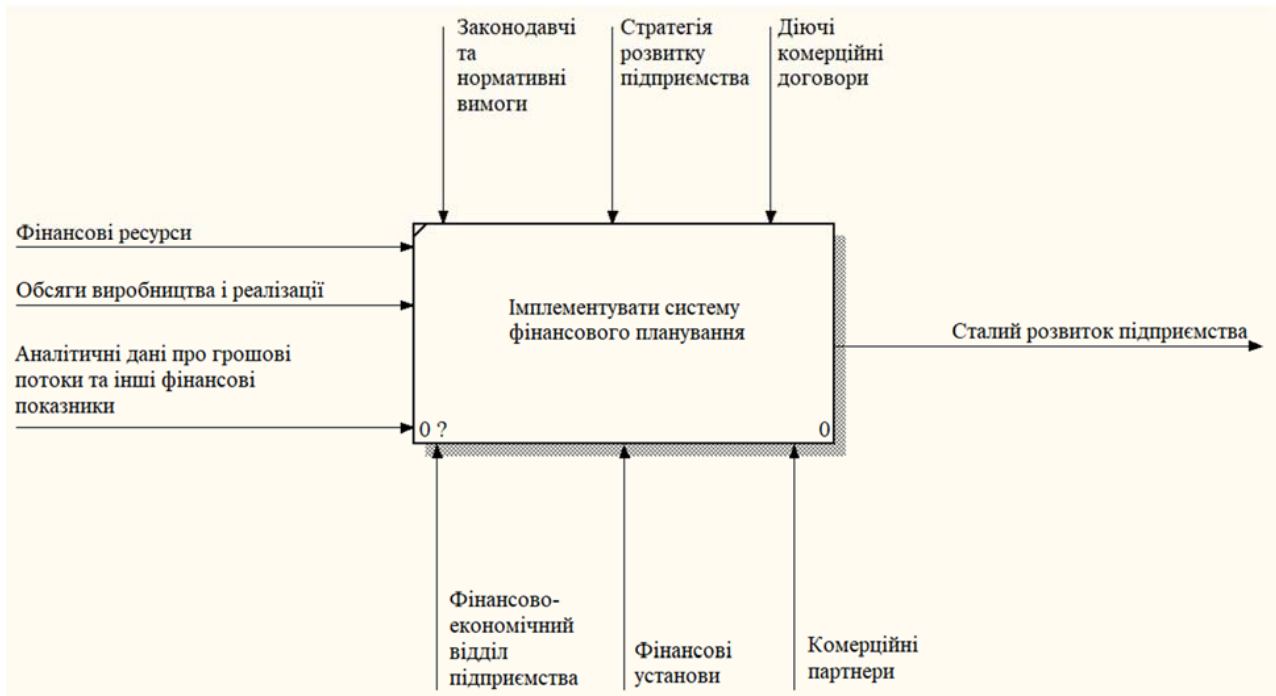 Законодавчі
та
нормативні
вимоги
Стратегія
розвитку
підприємства
Діючі
комерційні
договори
Фінансові ресурси
Обсяги виробництва і реалізації
Аналітичні дані про грошові
потоки та інші фінансові
показники
Імплементувати систему
фінансового планування
0 ?
0
Сталий розвиток підприємства
Фінансово-
економічний
відділ
підприємства
Фінансові
установи
Комерційні
партнери